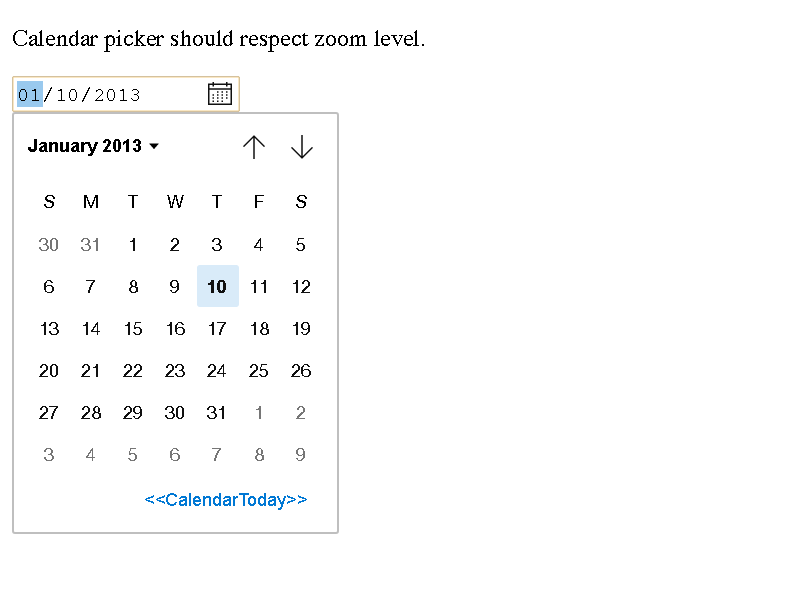 Calendar picker should respect zoom level.
01/10/2013
January 2013
S M T W T F S
30 31 1 2 3 4 5
6 7 8 9 10 11 12
13 14 15 16 17 18 19
20 21 22 23 24 25 26
27 28 29 30 31 1 2
3 4 5 6 7 8 9
<<CalendarToday>>